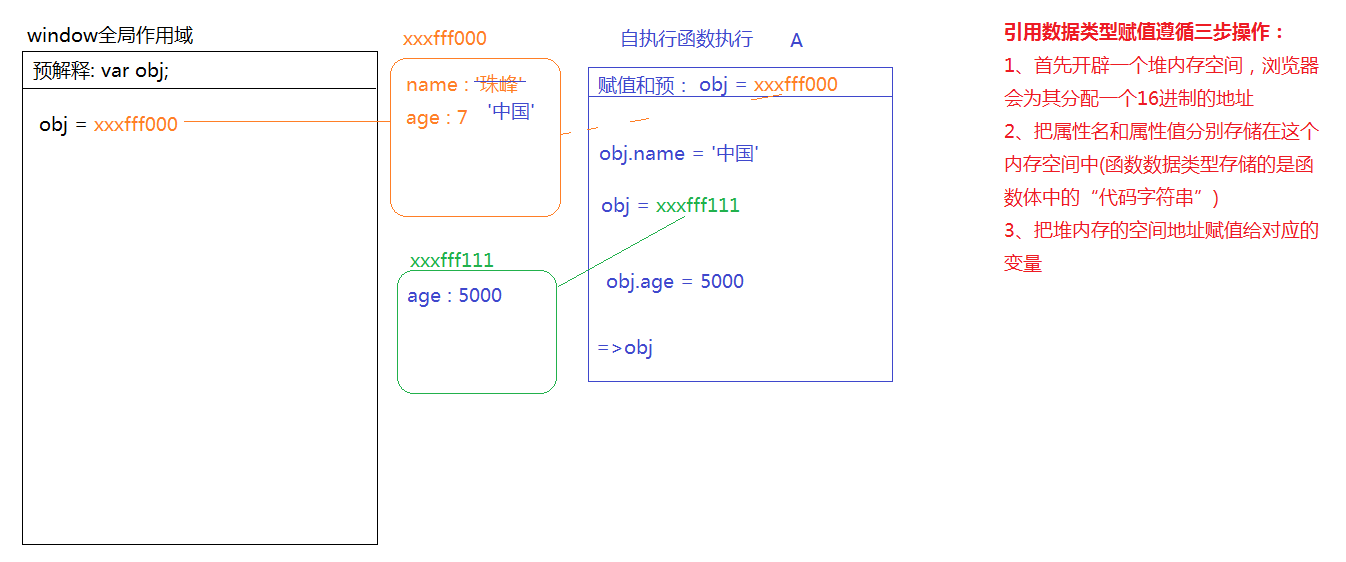 window全局作用域
预解释: var obj;
obj = xxxfff000
xxxfff000
name : '珠峰'
'中国'
age : 7
xxxfff111
age : 5000
自执行函数执行 A
赋值和预： obj = xxxfff000
obj.name = '中国'
obj = xxxfff111
obj.age = 5000
=>obj
引用数据类型赋值遵循三步操作：
1、首先开辟一个堆内存空间，浏览器
会为其分配一个16进制的地址
2、把属性名和属性值分别存储在这个
内存空间中(函数数据类型存储的是函
数体中的“代码字符串”)
3、把堆内存的空间地址赋值给对应的
变量